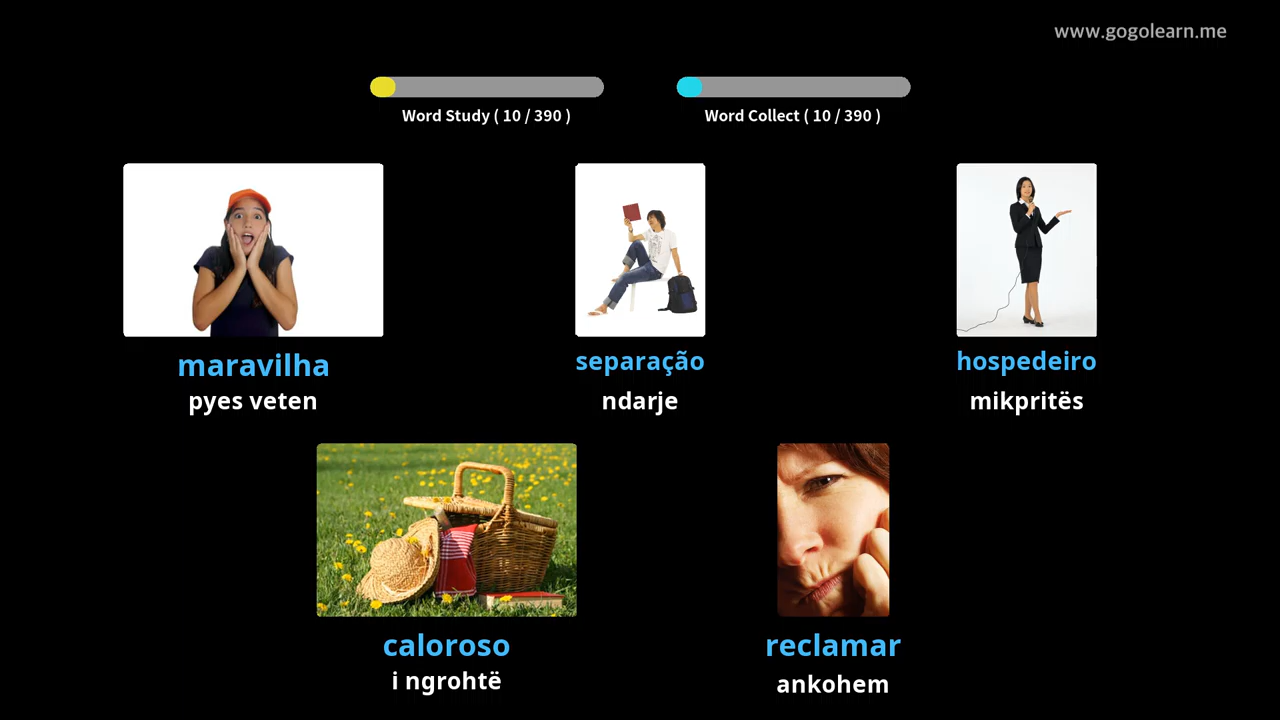 www.gogolearn.me
Word Study ( 10 / 390 )
Word Collect ( 10 / 390 )
maravilha
pyes veten
separação
ndarje
hospedeiro
mikpritës
caloroso
i ngrohtë
reclamar
ankohem